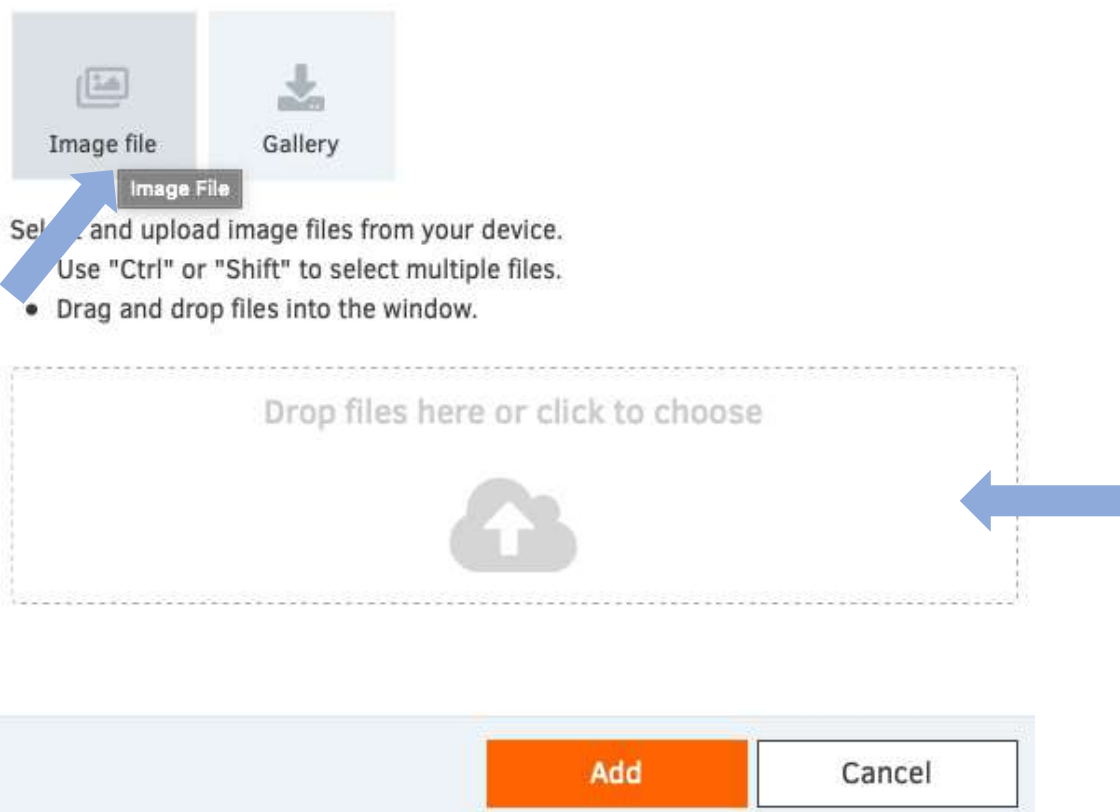 Image file
Gallery
Image File
Sel and upload image files from your device.
Use "Ctrl" or "Shift" to select multiple files.
• Drag and drop files into the window.
Drop files here or click to choose
Add
Cancel